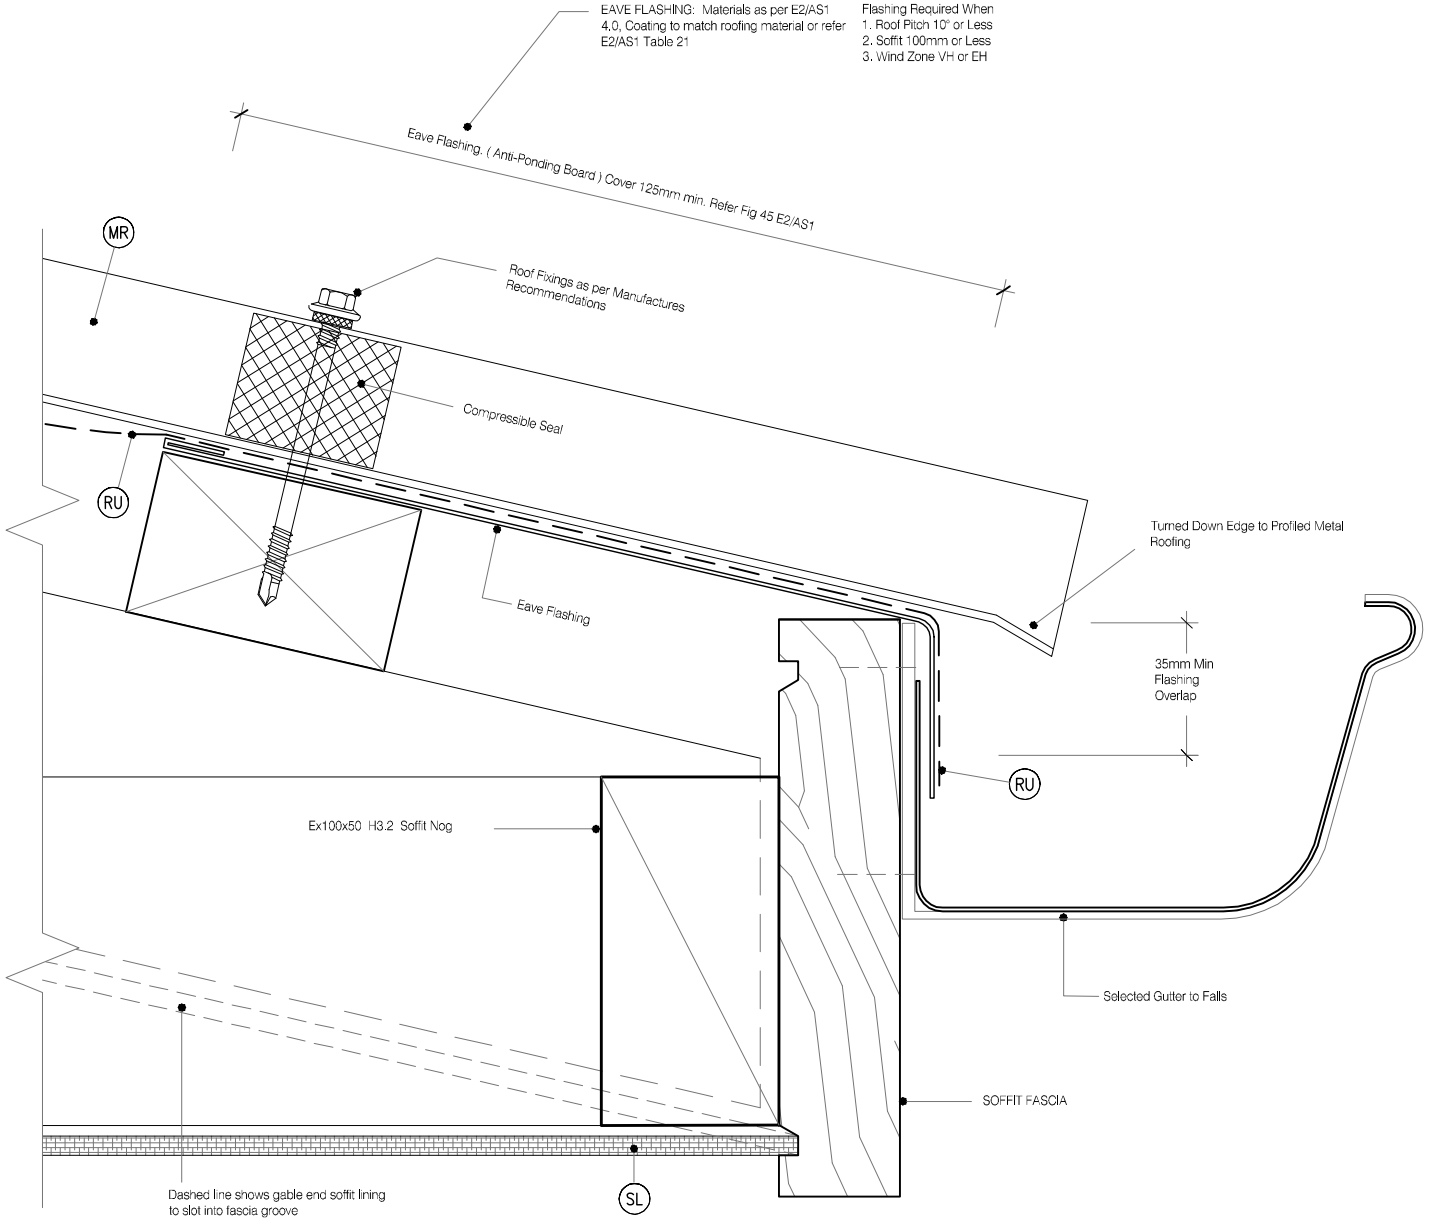 EAVE FLASHING: Materials as per E2/AS1
4.0, Coating to match roofing material or refer
E2/AS1 Table 21
Flashing Required When
1. Roof Pitch 10° or Less
2. Soffit 100mm or Less
3. Wind Zone VH or EH
Eave Flashing. ( Anti-Ponding Board ) Cover 125mm min. Refer Fig 45 E2/AS1
MR
Roof Fixings as per Manufactures
Recommendations
Compressible Seal
RU
Turned Down Edge to Profiled Metal
Roofing
Eave Flashing
35mm Min
Flashing
Overlap
RU
Ex100x50 H3.2 Soffit Nog
Selected Gutter to Falls
SOFFIT FASCIA
Dashed line shows gable end soffit lining
to slot into fascia groove
SL